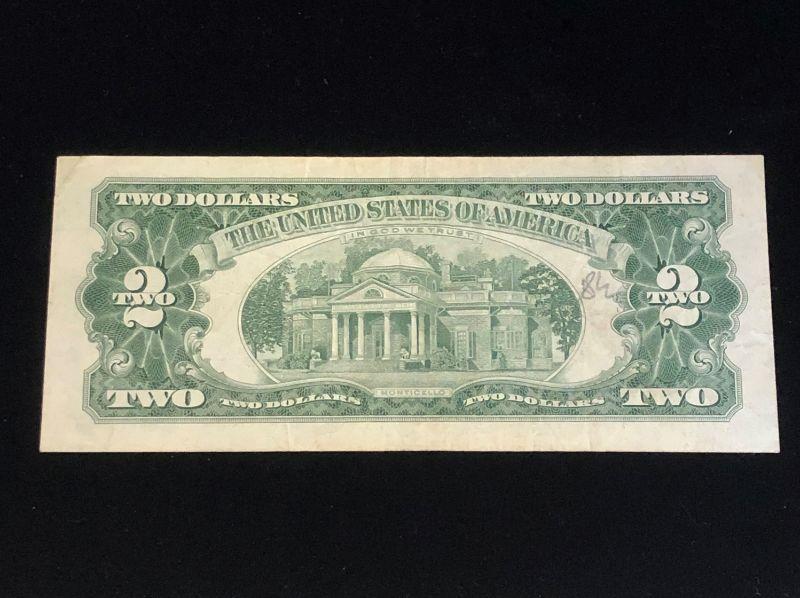 TWO DOLLARS TWO DOLLARS
THE UNITED STATES OF AMERICA
IN GOD WE TRUST
2 2
TWO TWO
MONTICELLO
TWO TWO DOLLARS TWO DOLLARS TWO